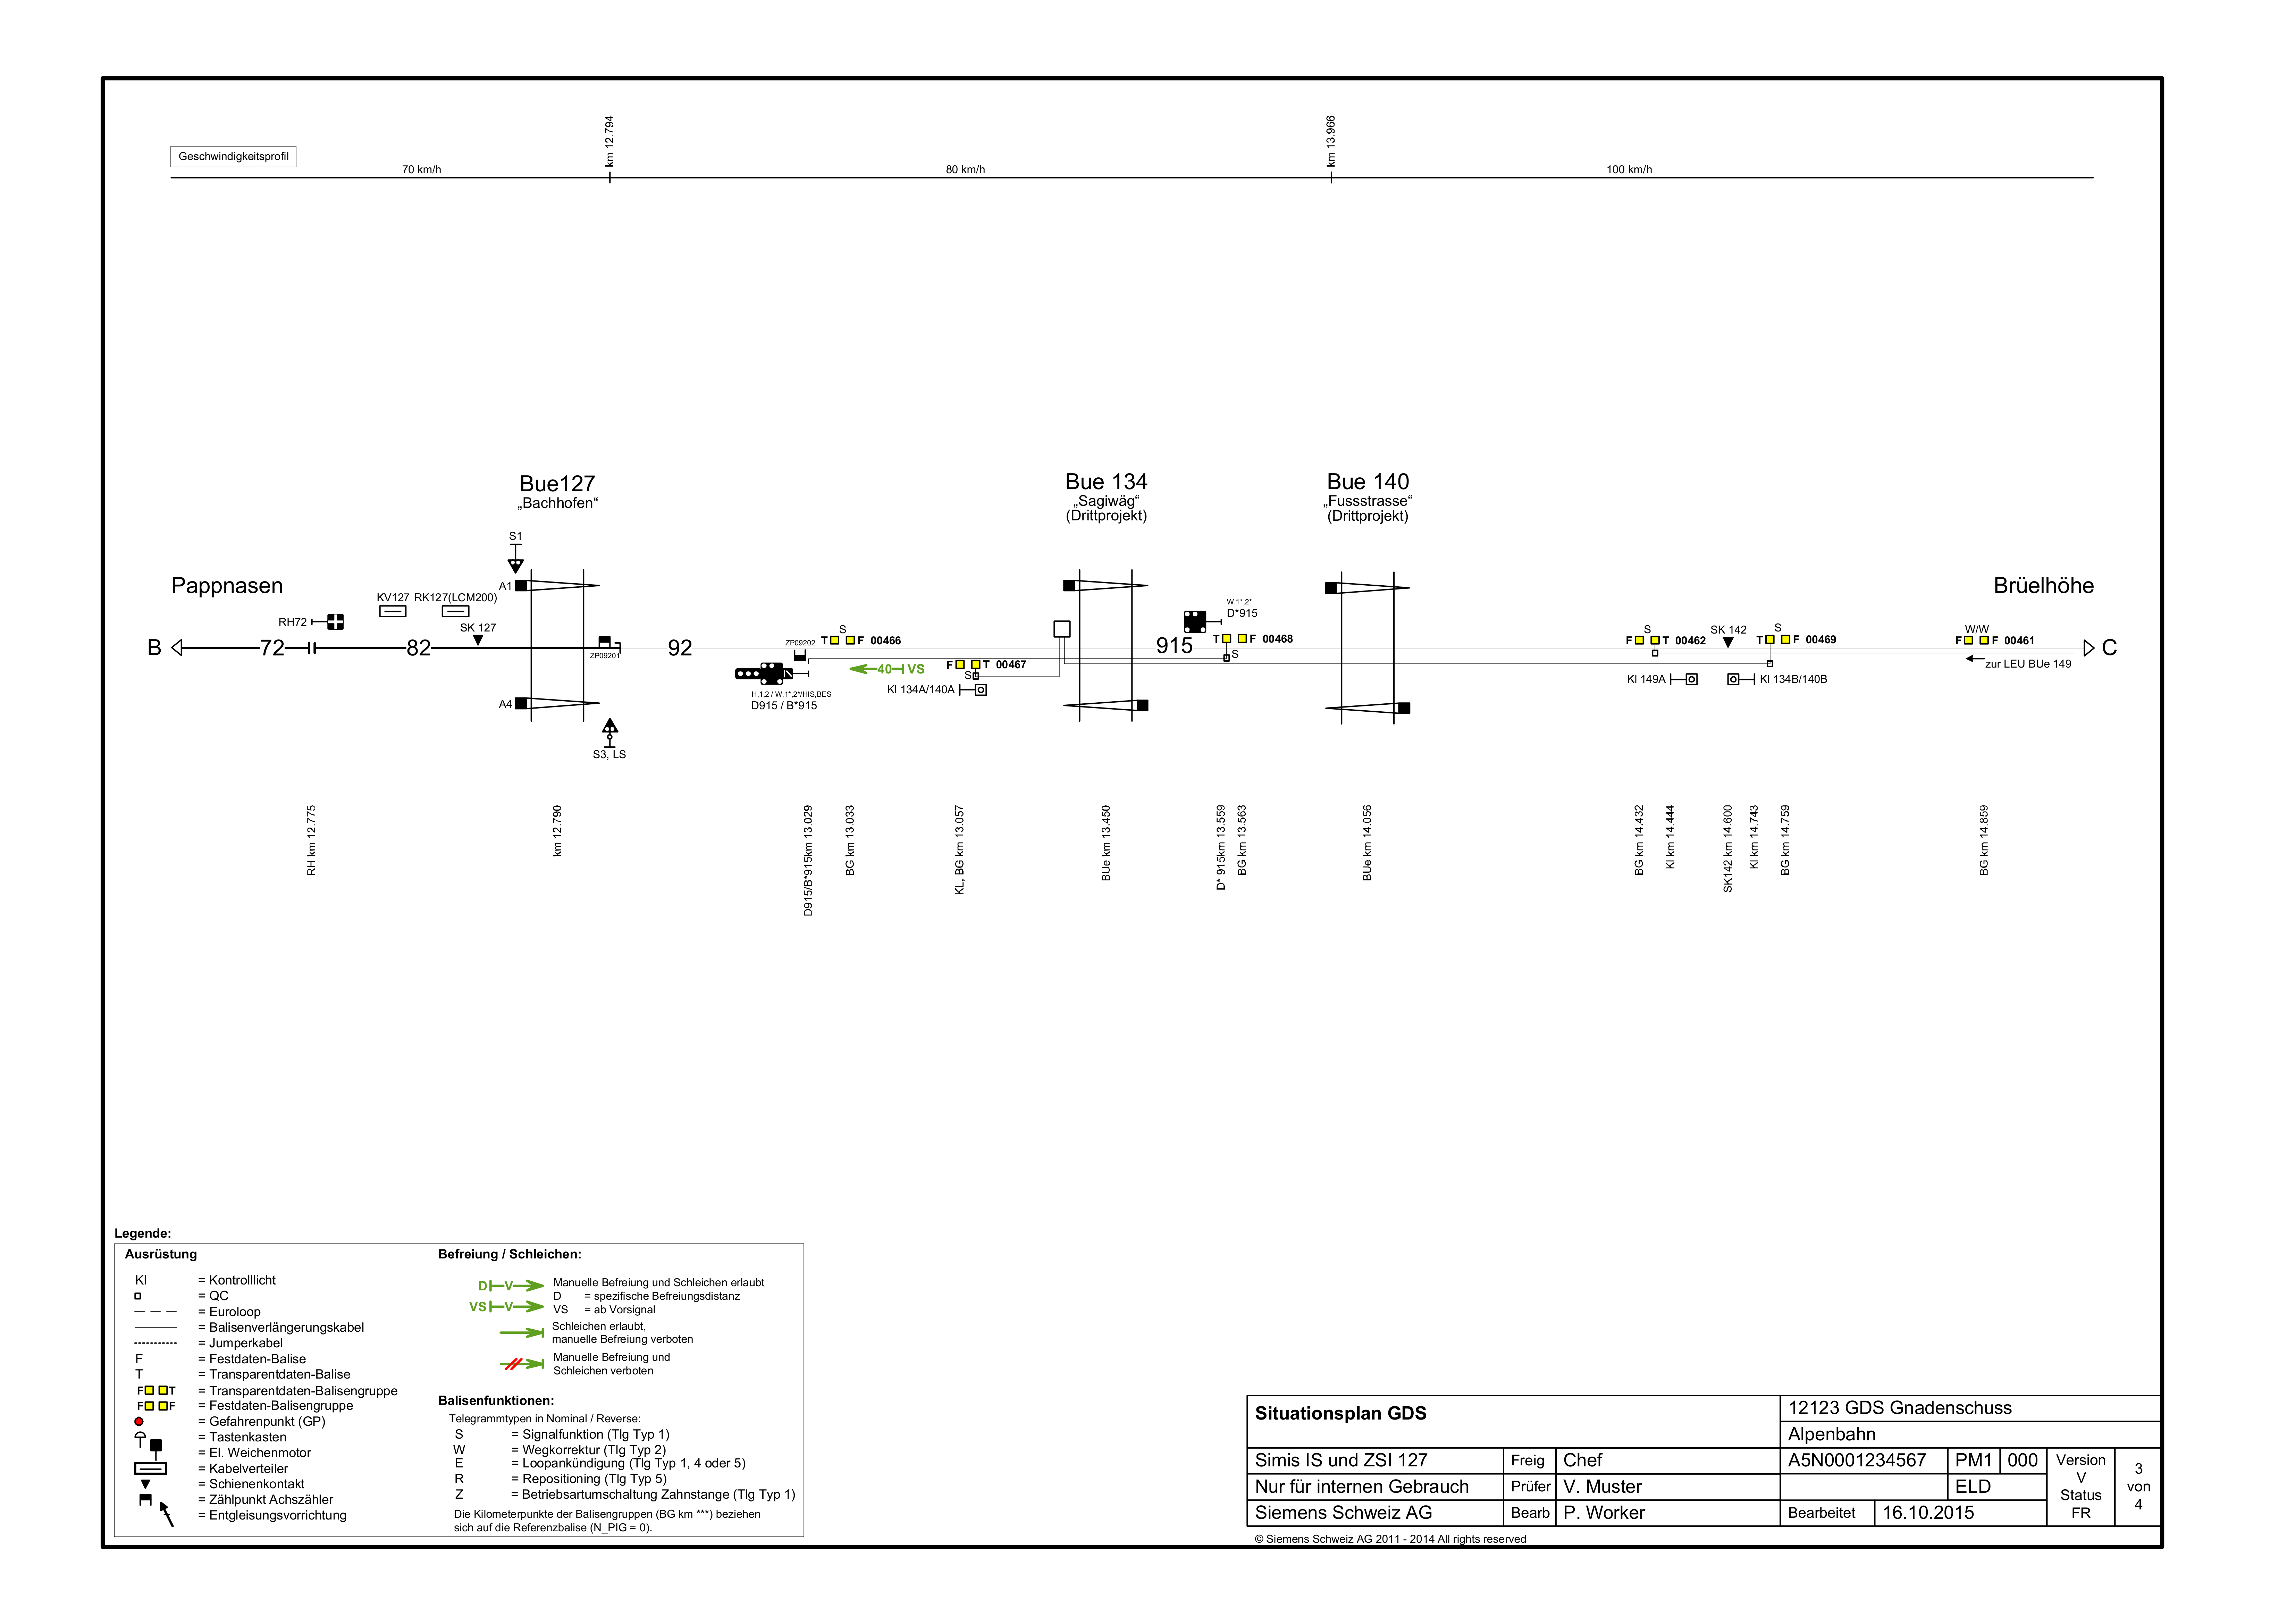 km 12.794
km 13.966
Geschwindigkeitsprofil
70 km/h
80 km/h
100 km/h
Bue127
„Bachhofen“
Bue 134
„Sagiwäg“
(Drittprojekt)
Bue 140
„Fussstrasse“
(Drittprojekt)
S1
Pappnasen
Brüelhöhe
A1
KV127 RK127(LCM200)
RH72
SK 127
B
72
82
ZP09201
92
ZP09202
S
T F 00466
W,1*,2*
D*915
915
T F 00468
S
S
F T 00462
SK 142
S
T F 00469
W/W
F F 00461
C
40 VS
F T 00467
S
zur LEU BUe 149
KI 134A/140A
KI 149A
KI 134B/140B
H,1,2 / W,1*,2*/HIS,BES
D915 / B*915
A4
S3, LS
RH km 12.775
km 12.790
D915/B*915km 13.029
BG km 13.033
KL, BG km 13.057
BUe km 13.450
D* 915km 13.559
BG km 13.563
BUe km 14.056
BG km 14.432
KI km 14.444
SK142 km 14.600
KI km 14.743
BG km 14.759
BG km 14.859
Legende:
Ausrüstung
KI = Kontrolllicht
= QC
= Euroloop
= Balisenverlängerungskabel
= Jumperkabel
F = Festdaten-Balise
T = Transparentdaten-Balise
F T = Transparentdaten-Balisengruppe
F F = Festdaten-Balisengruppe
= Gefahrenpunkt (GP)
= Tastenkasten
= El. Weichenmotor
= Kabelverteiler
= Schienenkontakt
= Zählpunkt Achszähler
= Entgleisungsvorrichtung
Befreiung / Schleichen:
D V Manuelle Befreiung und Schleichen erlaubt
D = spezifische Befreiungsdistanz
VS V VS = ab Vorsignal
Schleichen erlaubt,
manuelle Befreiung verboten
Manuelle Befreiung und
Schleichen verboten
Balisenfunktionen:
Telegrammtypen in Nominal / Reverse:
S = Signalfunktion (Tlg Typ 1)
W = Wegkorrektur (Tlg Typ 2)
E = Loopankündigung (Tlg Typ 1, 4 oder 5)
R = Repositioning (Tlg Typ 5)
Z = Betriebsartumschaltung Zahnstange (Tlg Typ 1)
Die Kilometerpunkte der Balisengruppen (BG km ***) beziehen
sich auf die Referenzbalise (N_PIG = 0).
Situationsplan GDS
12123 GDS Gnadenschuss
Alpenbahn
Simis IS und ZSI 127 Freig Chef A5N0001234567 PM1 000
Nur für internen Gebrauch Prüfer V. Muster ELD
Siemens Schweiz AG Bearb P. Worker Bearbeitet 16.10.2015
Version
V
Status
FR
3
von
4
© Siemens Schweiz AG 2011 - 2014 All rights reserved